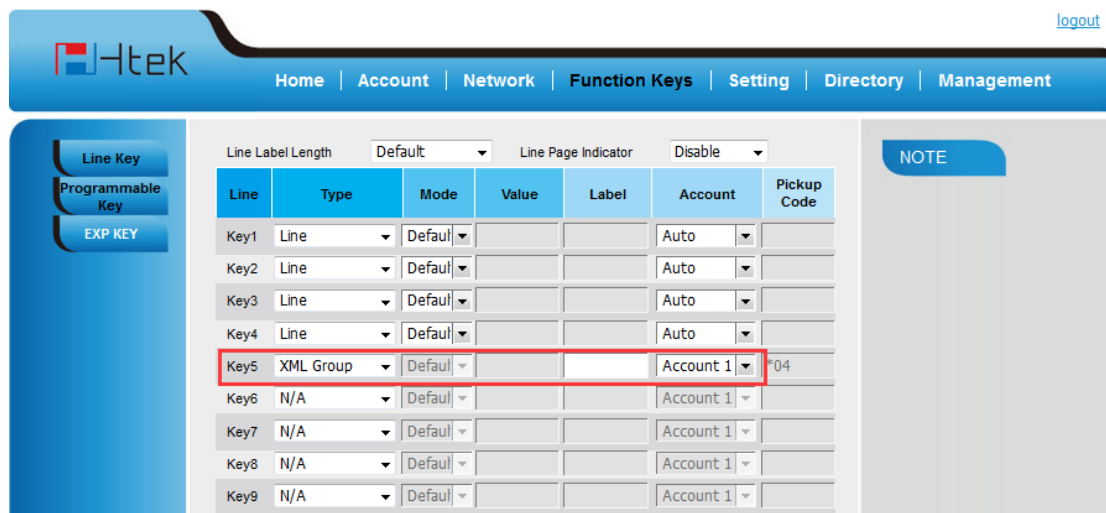 logout
Htek
Home | Account | Network | Function Keys | Setting | Directory | Management
Line Key
Programmable Key
EXP KEY
Line Label Length Default Line Page Indicator Disable
Line Type Mode Value Label Account Pickup Code
Key1 Line Defaul Auto
Key2 Line Defaul Auto
Key3 Line Defaul Auto
Key4 Line Defaul Auto
Key5 XML Group Defaul Account 1 *04
Key6 N/A Defaul Account 1
Key7 N/A Defaul Account 1
Key8 N/A Defaul Account 1
Key9 N/A Defaul Account 1
NOTE